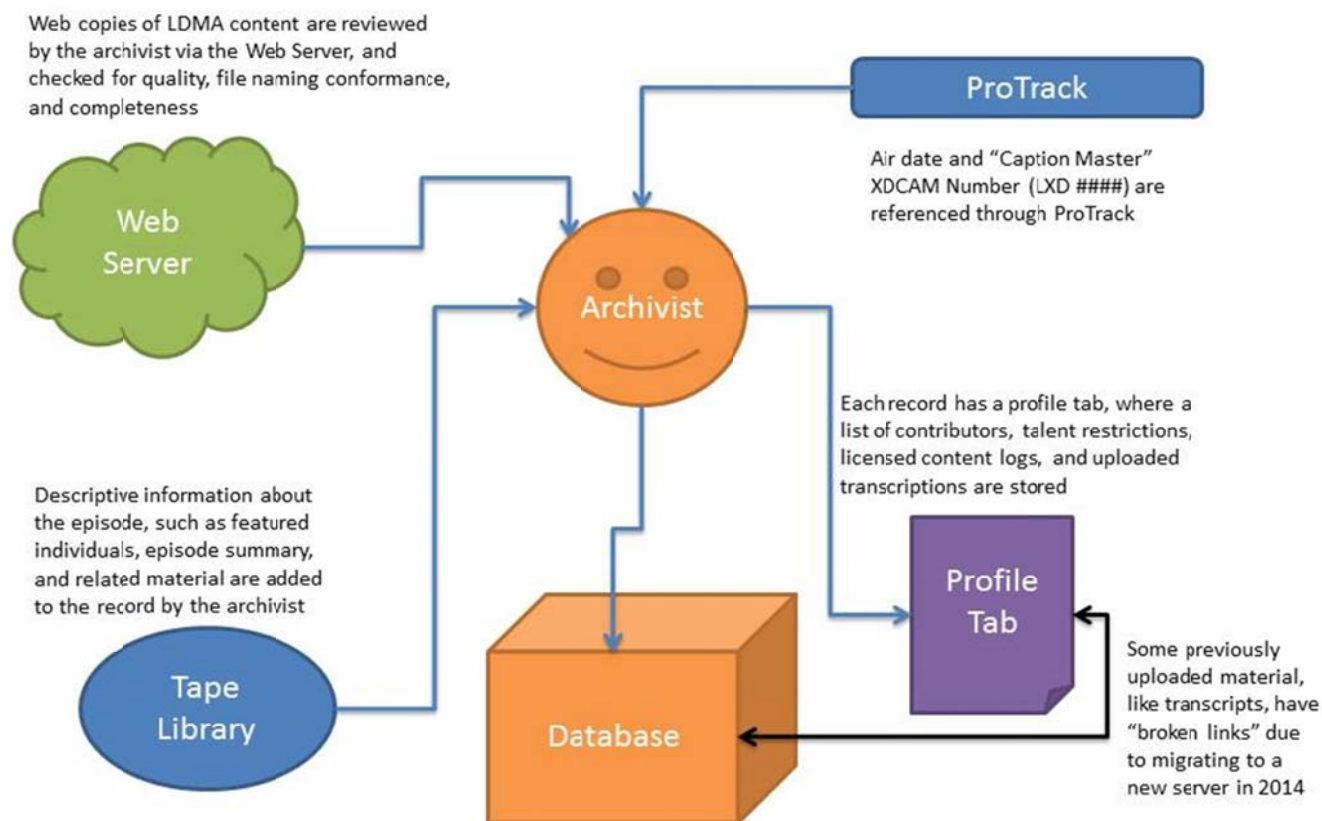 Web copies of LDMA content are reviewed
by the archivist via the Web Server, and
checked for quality, file naming conformance,
and completeness
ProTrack
Air date and “Caption Master”
XDCAM Number (LXD ####) are
referenced through ProTrack
Web
Server
Archivist
Each record has a profile tab, where a
list of contributors, talent restrictions,
licensed content logs, and uploaded
transcriptions are stored
Descriptive information about
the episode, such as featured
individuals, episode summary,
and related material are added
to the record by the archivist
Profile
Tab
Tape
Library
Database
Some previously
uploaded material,
like transcripts, have
“broken links” due
to migrating to a
new server in 2014